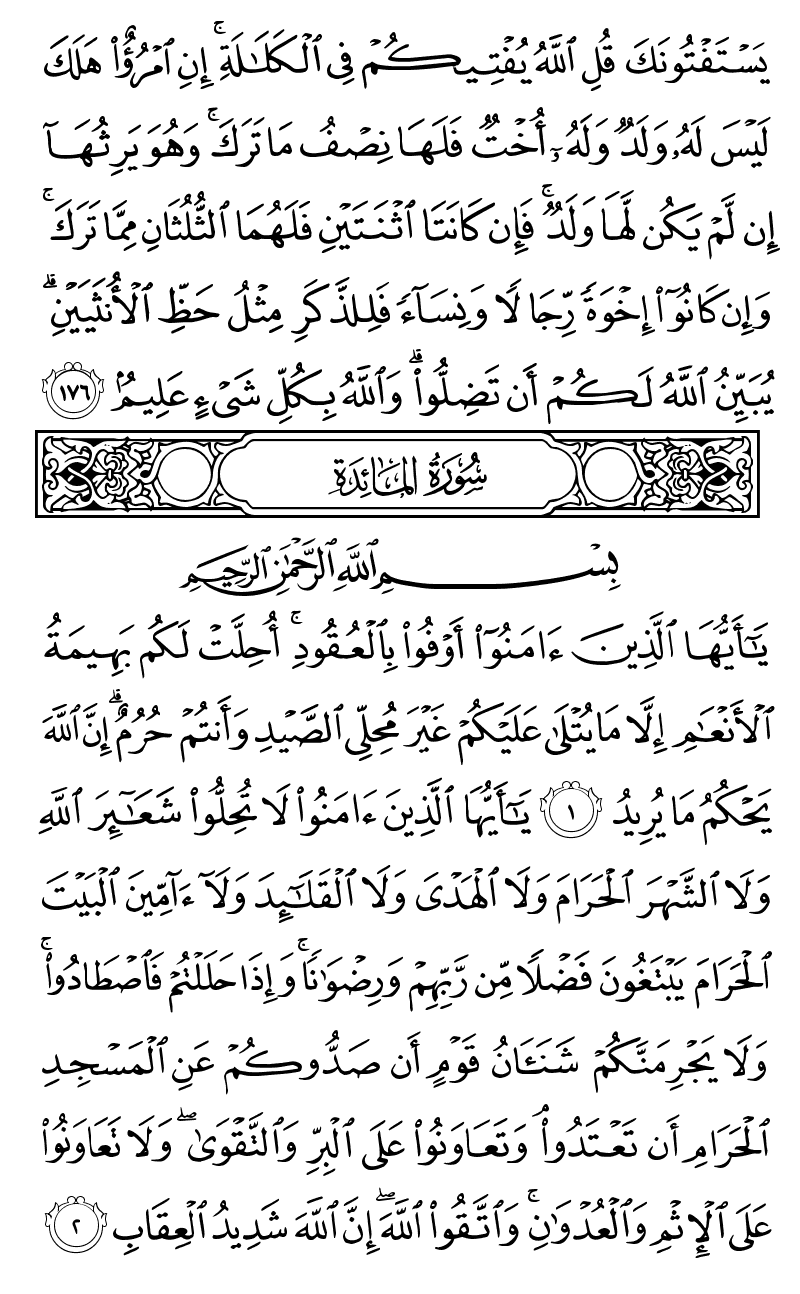 يَسۡتَفۡتُونَكَ قُلِ ٱللَّهُ يُفۡتِيكُمۡ فِي ٱلۡكَلَٰلَةِۚ إِنِ ٱمۡرُؤٌاْ هَلَكَ
لَيۡسَ لَهُۥ وَلَدٞ وَلَهُۥٓ أُخۡتٞ فَلَهَا نِصۡفُ مَا تَرَكَۚ وَهُوَ يَرِثُهَآ
إِن لَّمۡ يَكُن لَّهَا وَلَدٞۚ فَإِن كَانَتَا ٱثۡنَتَيۡنِ فَلَهُمَا ٱلثُّلُثَانِ مِمَّا تَرَكَۚ
وَإِن كَانُوٓاْ إِخۡوَةٗ رِّجَالٗا وَنِسَآءٗ فَلِلذَّكَرِ مِثۡلُ حَظِّ ٱلۡأُنثَيَيۡنِۗ
يُبَيِّنُ ٱللَّهُ لَكُمۡ أَن تَضِلُّواْۗ وَٱللَّهُ بِكُلِّ شَيۡءٍ عَلِيمُۢ ١٧٦
سُورَةُ المَائِدَةِ
بِسۡمِ ٱللَّهِ ٱلرَّحۡمَٰنِ ٱلرَّحِيمِ
يَٰٓأَيُّهَا ٱلَّذِينَ ءَامَنُوٓاْ أَوۡفُواْ بِٱلۡعُقُودِۚ أُحِلَّتۡ لَكُم بَهِيمَةُ
ٱلۡأَنۡعَٰمِ إِلَّا مَا يُتۡلَىٰ عَلَيۡكُمۡ غَيۡرَ مُحِلِّي ٱلصَّيۡدِ وَأَنتُمۡ حُرُمٌۗ إِنَّ ٱللَّهَ
يَحۡكُمُ مَا يُرِيدُ ١ يَٰٓأَيُّهَا ٱلَّذِينَ ءَامَنُواْ لَا تُحِلُّواْ شَعَٰٓئِرَ ٱللَّهِ
وَلَا ٱلشَّهۡرَ ٱلۡحَرَامَ وَلَا ٱلۡهَدۡيَ وَلَا ٱلۡقَلَٰٓئِدَ وَلَآ ءَآمِّينَ ٱلۡبَيۡتَ
ٱلۡحَرَامَ يَبۡتَغُونَ فَضۡلٗا مِّن رَّبِّهِمۡ وَرِضۡوَٰنٗاۚ وَإِذَا حَلَلۡتُمۡ فَٱصۡطَادُواْۚ
وَلَا يَجۡرِمَنَّكُمۡ شَنَـَٔانُ قَوۡمٍ أَن صَدُّوكُمۡ عَنِ ٱلۡمَسۡجِدِ
ٱلۡحَرَامِ أَن تَعۡتَدُواْۘ وَتَعَاوَنُواْ عَلَى ٱلۡبِرِّ وَٱلتَّقۡوَىٰۖ وَلَا تَعَاوَنُواْ
عَلَى ٱلۡإِثۡمِ وَٱلۡعُدۡوَٰنِۚ وَٱتَّقُواْ ٱللَّهَۖ إِنَّ ٱللَّهَ شَدِيدُ ٱلۡعِقَابِ ٢